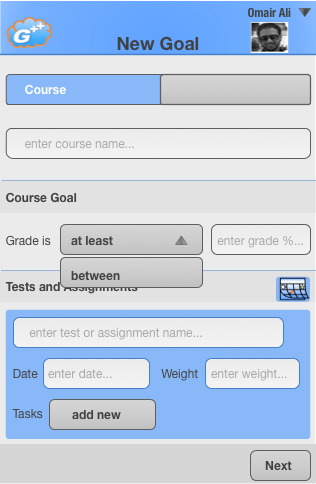 Omair Ali
G++
New Goal
Course
enter course name...
Course Goal
Grade is at least enter grade %...
between
Tests and Assignments
enter test or assignment name...
Date enter date... Weight enter weight...
Tasks add new
Next